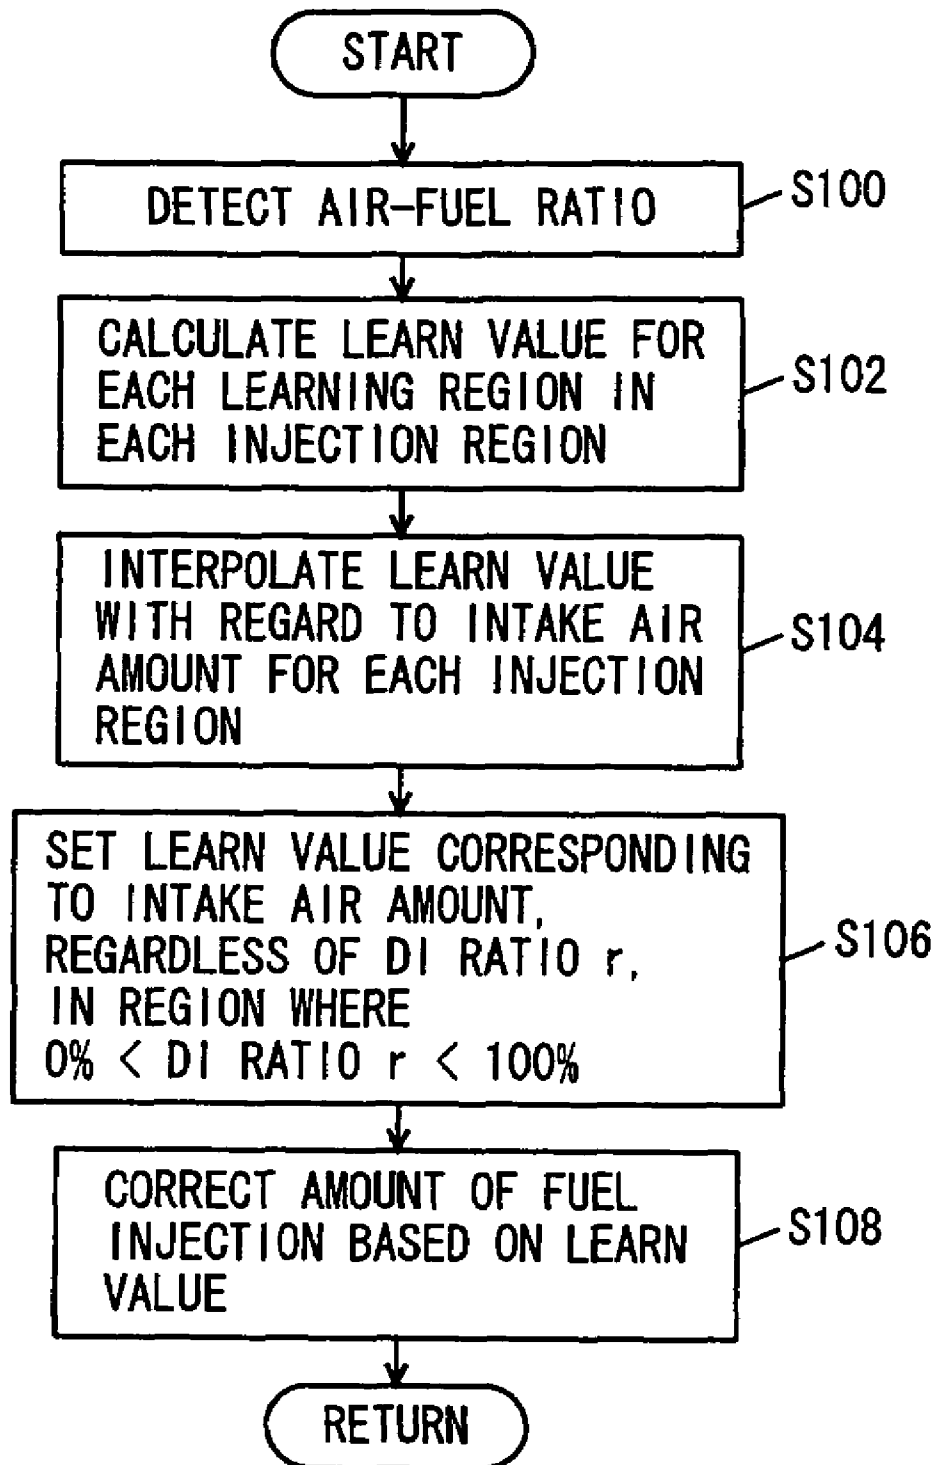 START
DETECT AIR-FUEL RATIO
S100
CALCULATE LEARN VALUE FOR
EACH LEARNING REGION IN
EACH INJECTION REGION
S102
INTERPOLATE LEARN VALUE
WITH REGARD TO INTAKE AIR
AMOUNT FOR EACH INJECTION
REGION
S104
SET LEARN VALUE CORRESPONDING
TO INTAKE AIR AMOUNT,
REGARDLESS OF DI RATIO r,
IN REGION WHERE
0% < DI RATIO r < 100%
S106
CORRECT AMOUNT OF FUEL
INJECTION BASED ON LEARN
VALUE
S108
RETURN